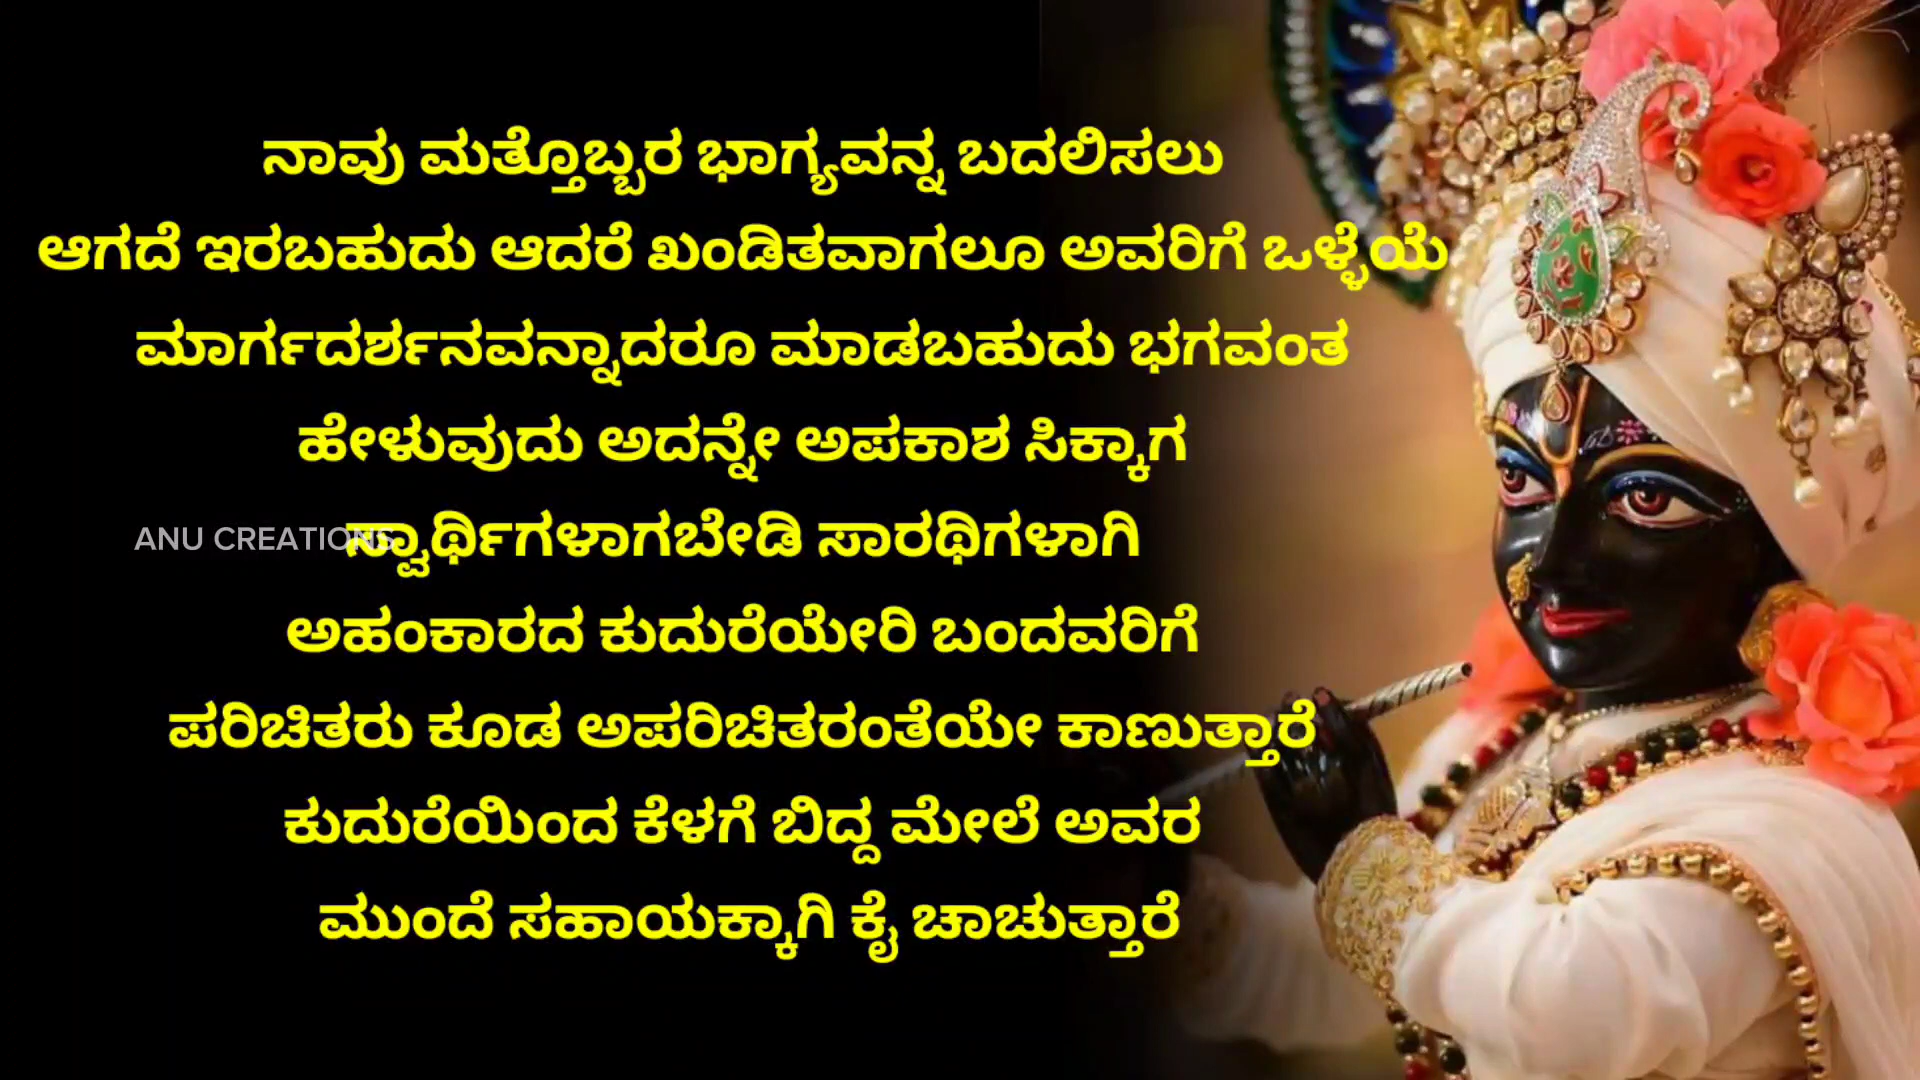 ನಾವು ಮತ್ತೊಬ್ಬರ ಭಾಗ್ಯವನ್ನ ಬದಲಿಸಲು
ಆಗದೆ ಇರಬಹುದು ಆದರೆ ಖಂಡಿತವಾಗಲೂ ಅವರಿಗೆ ಒಳ್ಳೆಯೆ
ಮಾರ್ಗದರ್ಶನವನ್ನಾದರೂ ಮಾಡಬಹುದು ಭಗವಂತ
ಹೇಳುವುದು ಅದನ್ನೇ ಅಪಕಾಶ ಸಿಕ್ಕಾಗ
ANU CREATIONS ಸ್ವಾರ್ಥಿಗಳಾಗಬೇಡಿ ಸಾರಥಿಗಳಾಗಿ
ಅಹಂಕಾರದ ಕುದುರೆಯೇರಿ ಬಂದವರಿಗೆ
ಪರಿಚಿತರು ಕೂಡ ಅಪರಿಚಿತರಂತೆಯೇ ಕಾಣುತ್ತಾರೆ
ಕುದುರೆಯಿಂದ ಕೆಳಗೆ ಬಿದ್ದ ಮೇಲೆ ಅವರ
ಮುಂದೆ ಸಹಾಯಕ್ಕಾಗಿ ಕೈ ಚಾಚುತ್ತಾರೆ